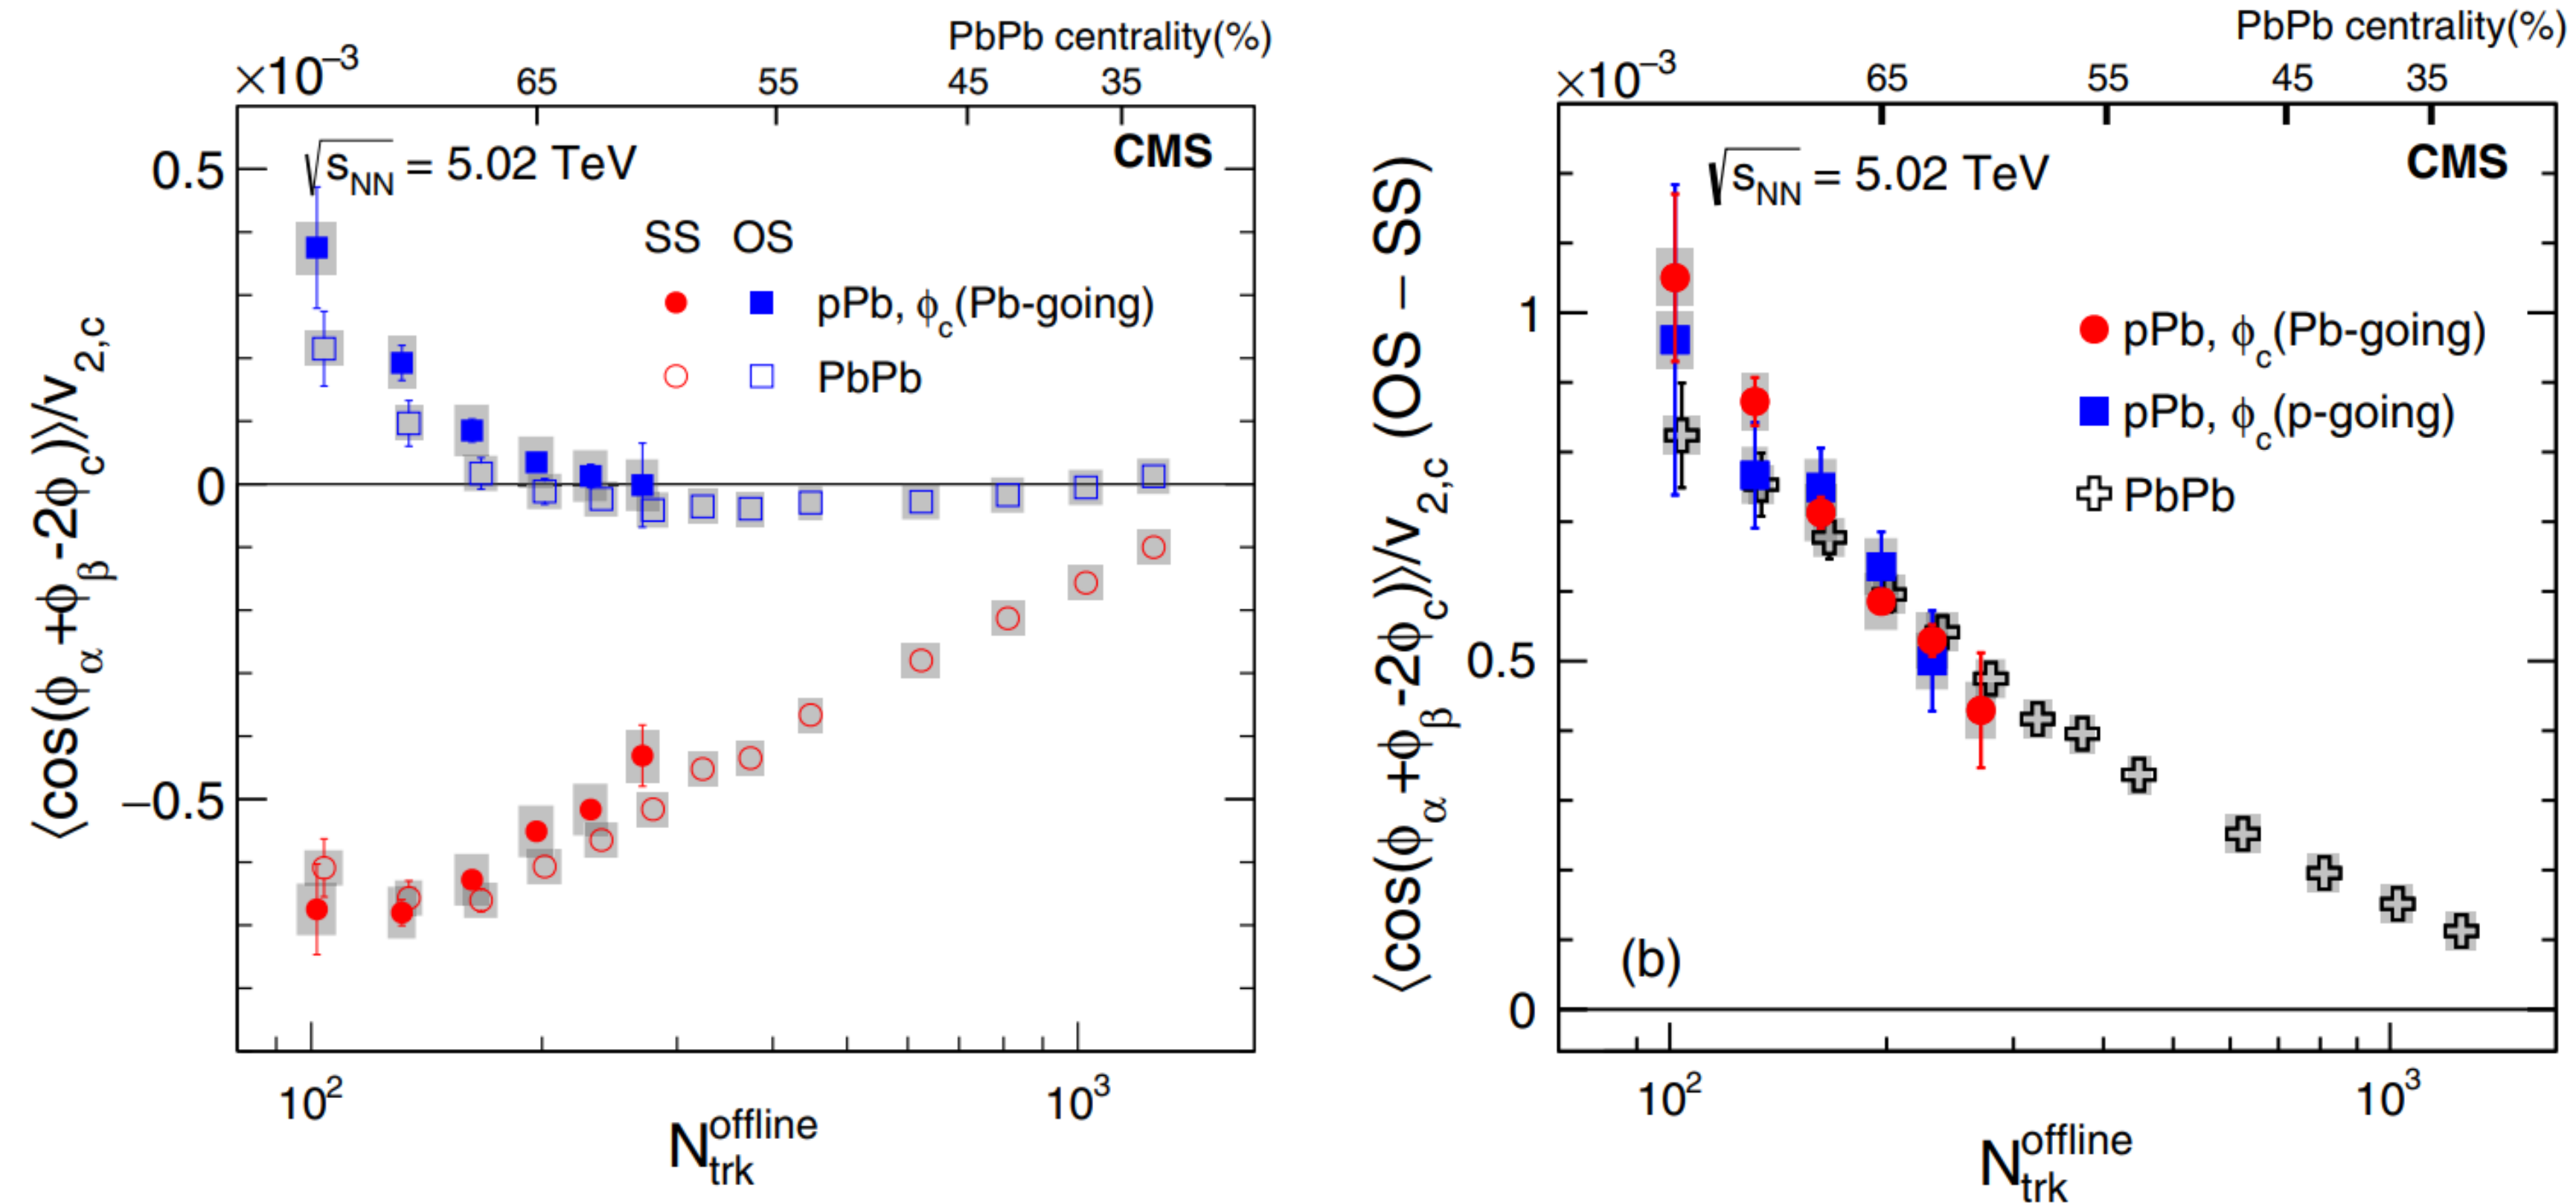 PbPb centrality(%)
×10⁻³ 65 55 45 35
√sNN = 5.02 TeV CMS
SS OS
pPb, ϕc(Pb-going)
PbPb
0.5
0
−0.5
⟨cos(ϕα+ϕβ-2ϕc)⟩/v2,c
10² 10³
Ntrk^offline
PbPb centrality(%)
×10⁻³ 65 55 45 35
√sNN = 5.02 TeV CMS
pPb, ϕc(Pb-going)
pPb, ϕc(p-going)
PbPb
1
0.5
0
⟨cos(ϕα+ϕβ-2ϕc)⟩/v2,c (OS − SS)
(b)
10² 10³
Ntrk^offline